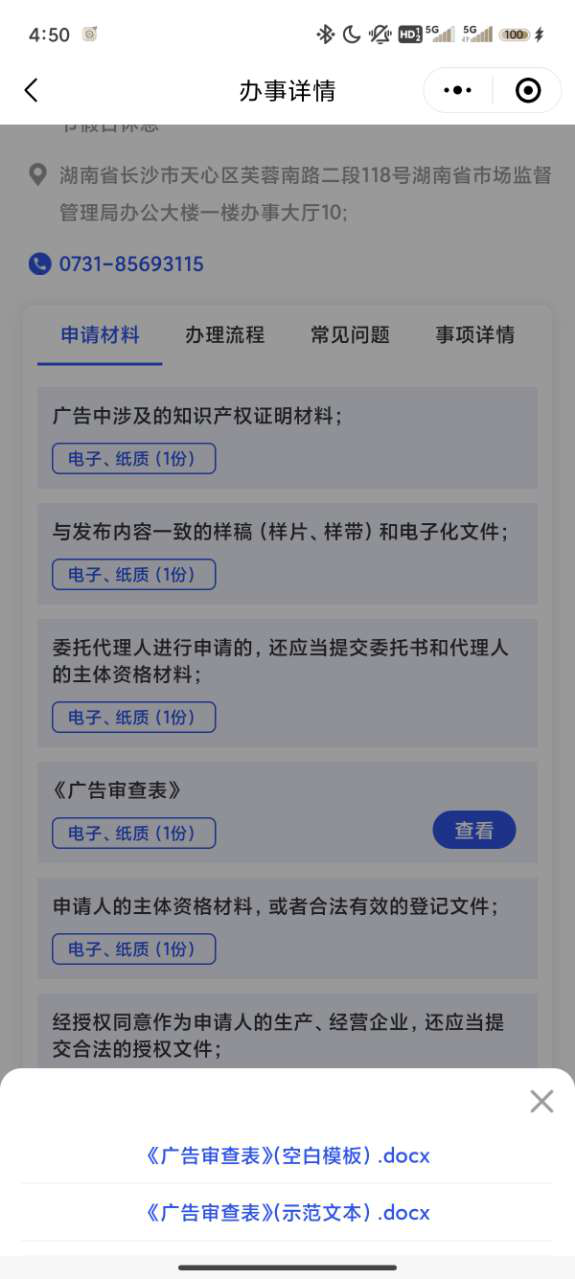 4:50
HD 5G 5G 100
办事详情
节假日休息
湖南省长沙市天心区芙蓉南路二段118号湖南省市场监督
管理局办公大楼一楼办事大厅10;
0731-85693115
申请材料 办理流程 常见问题 事项详情
广告中涉及的知识产权证明材料；
电子、纸质（1份）
与发布内容一致的样稿（样片、样带）和电子化文件；
电子、纸质（1份）
委托代理人进行申请的，还应当提交委托书和代理人
的主体资格材料；
电子、纸质（1份）
《广告审查表》
电子、纸质（1份）
查看
申请人的主体资格材料，或者合法有效的登记文件；
电子、纸质（1份）
经授权同意作为申请人的生产、经营企业，还应当提
交合法的授权文件；
《广告审查表》(空白模板）.docx
《广告审查表》(示范文本）.docx